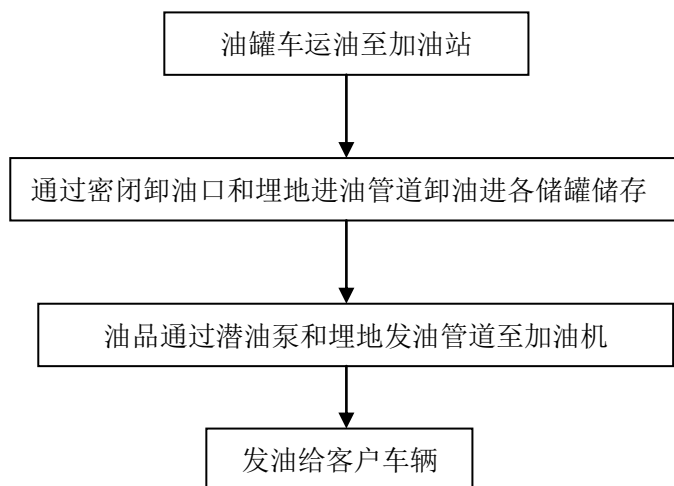 油罐车运油至加油站
通过密闭卸油口和埋地进油管道卸油进各储罐储存
油品通过潜油泵和埋地发油管道至加油机
发油给客户车辆